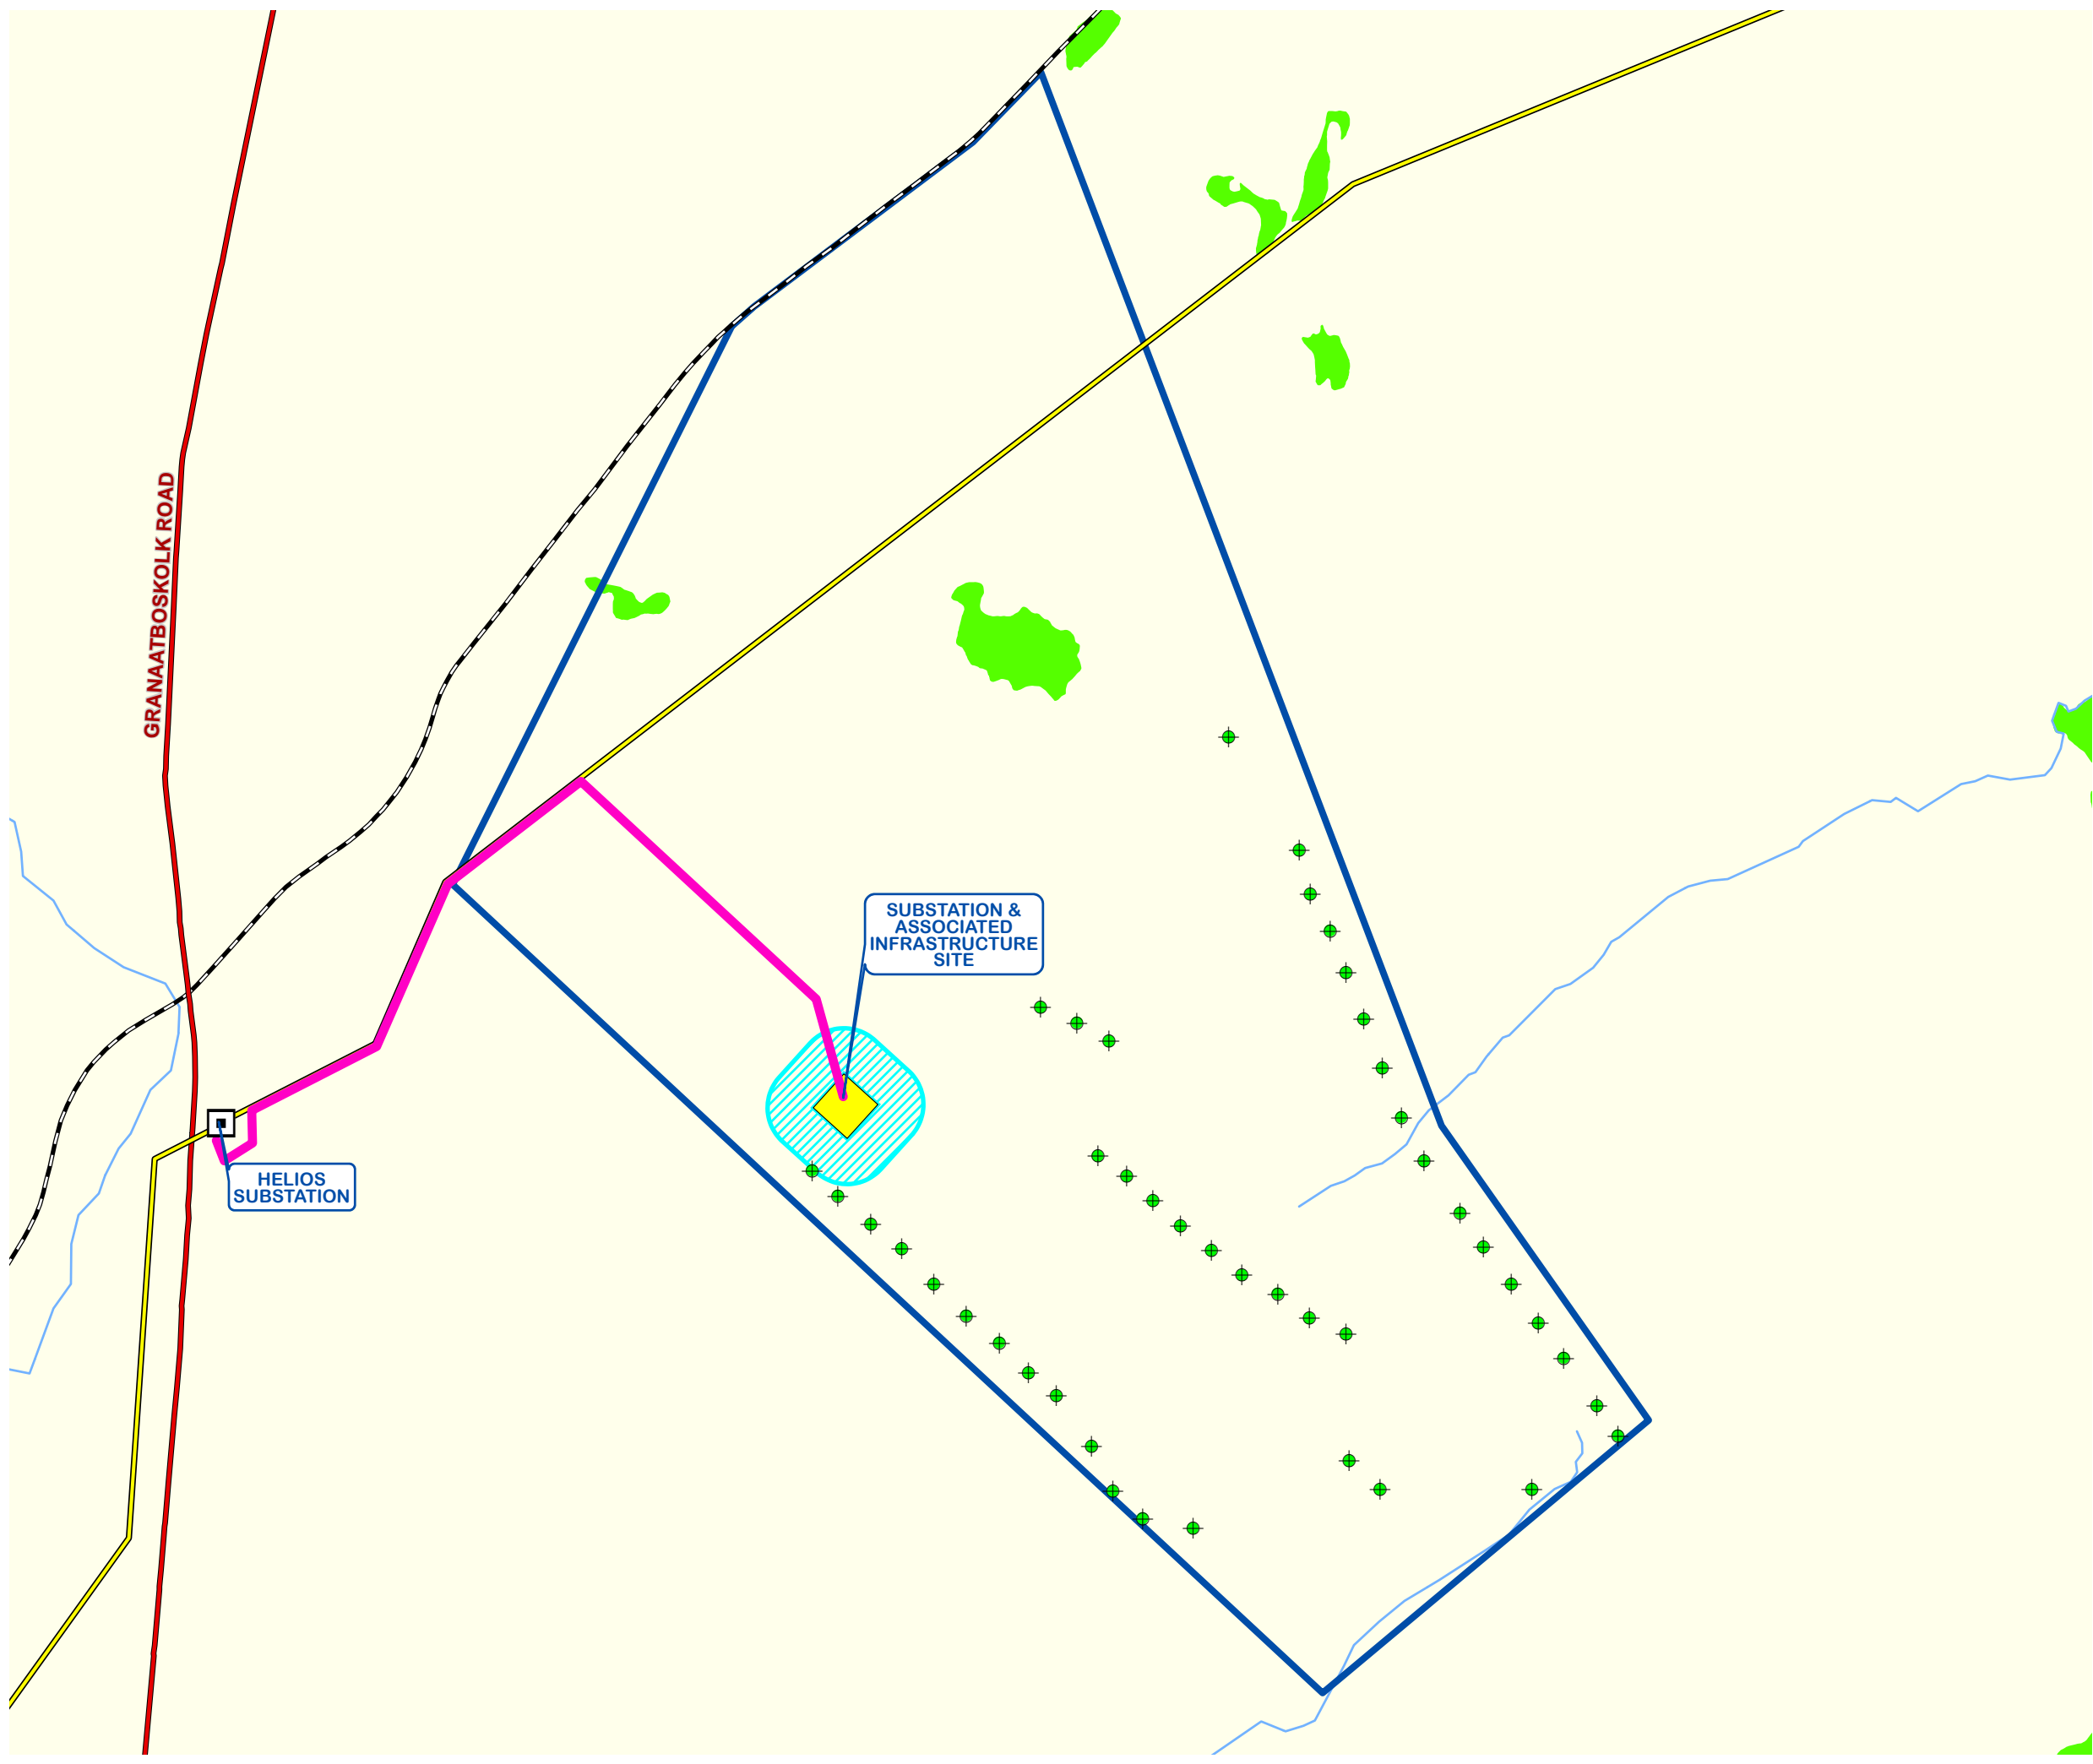 GRANAATBOSKOLK ROAD
SUBSTATION &
ASSOCIATED
INFRASTRUCTURE
SITE
HELIOS
SUBSTATION